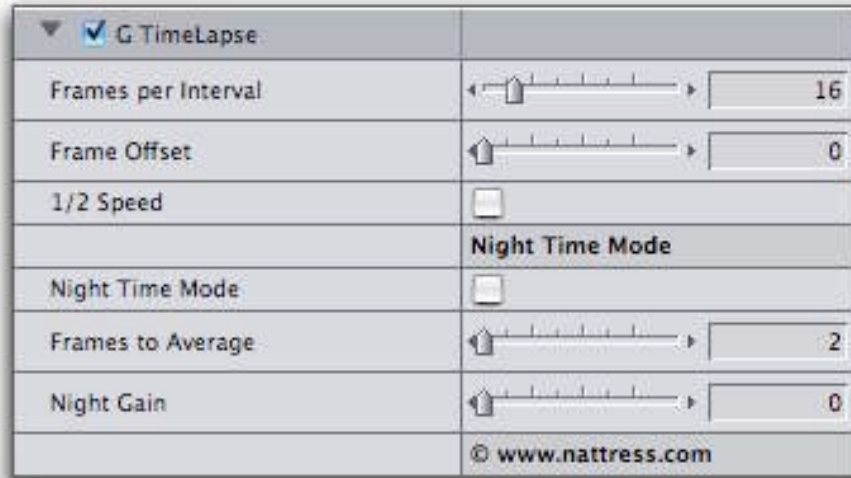 G TimeLapse
Frames per Interval 16
Frame Offset 0
1/2 Speed
Night Time Mode
Night Time Mode
Frames to Average 2
Night Gain 0
© www.nattress.com